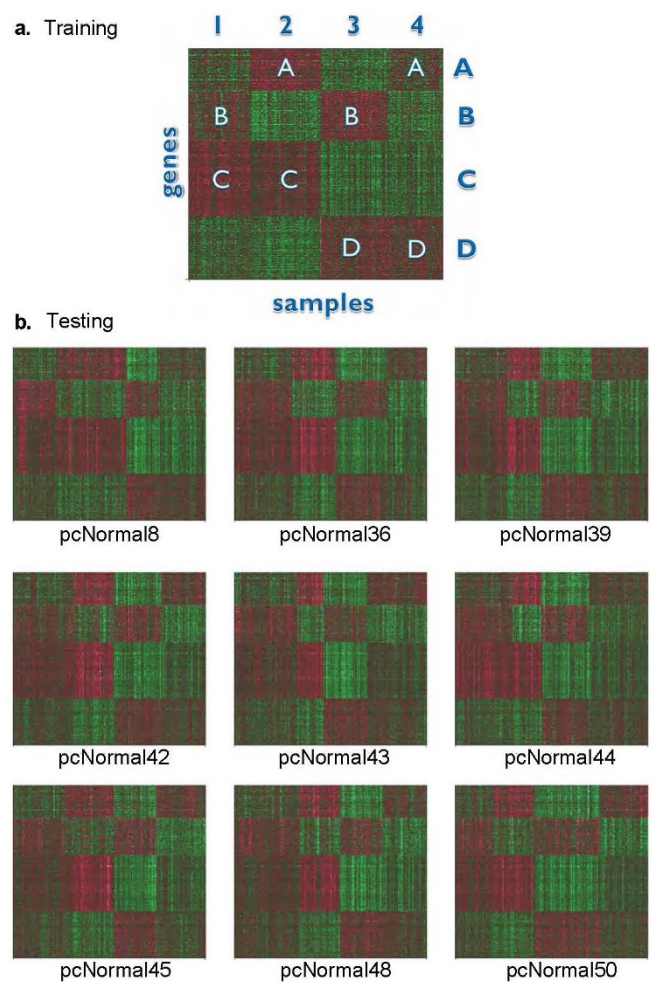 a. Training
1 2 3 4
A A A
B B B
genes
C C C
D D D
samples
b. Testing
pcNormal8 pcNormal36 pcNormal39
pcNormal42 pcNormal43 pcNormal44
pcNormal45 pcNormal48 pcNormal50